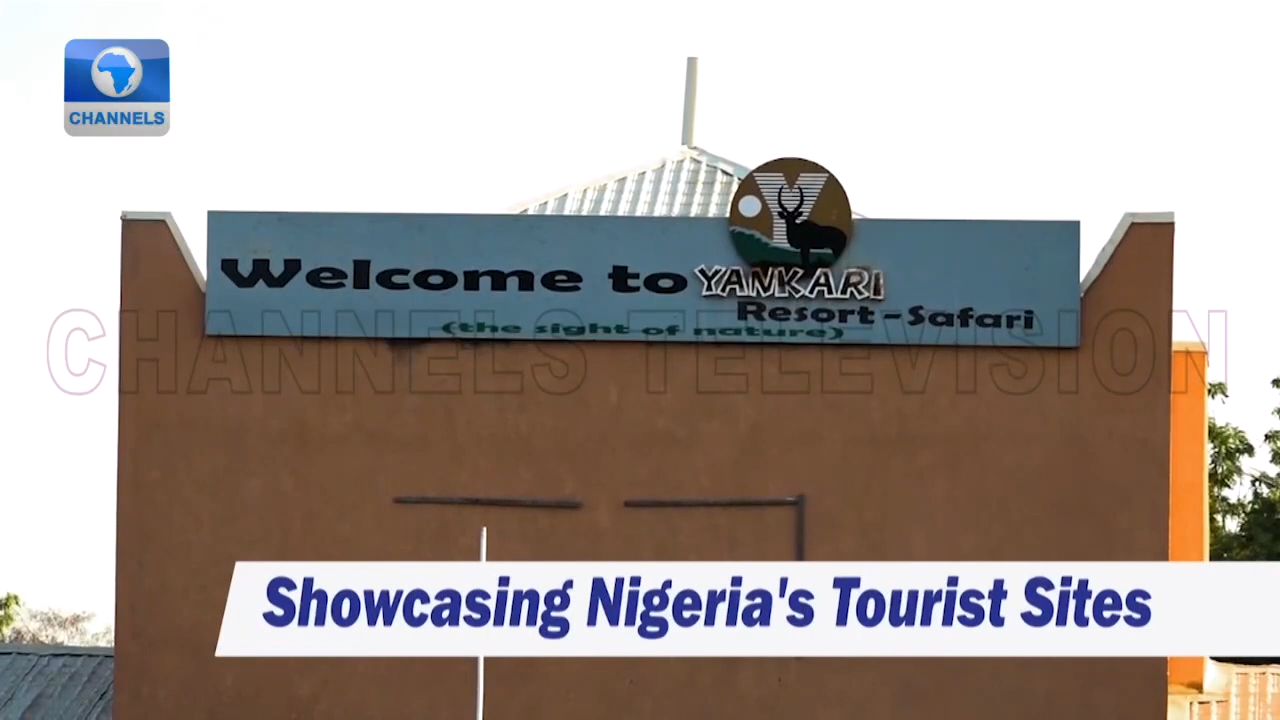 CHANNELS
Y
Welcome to YANKARI
Resort-Safari
(the sight of nature)
CHANNELS TELEVISION
Showcasing Nigeria's Tourist Sites